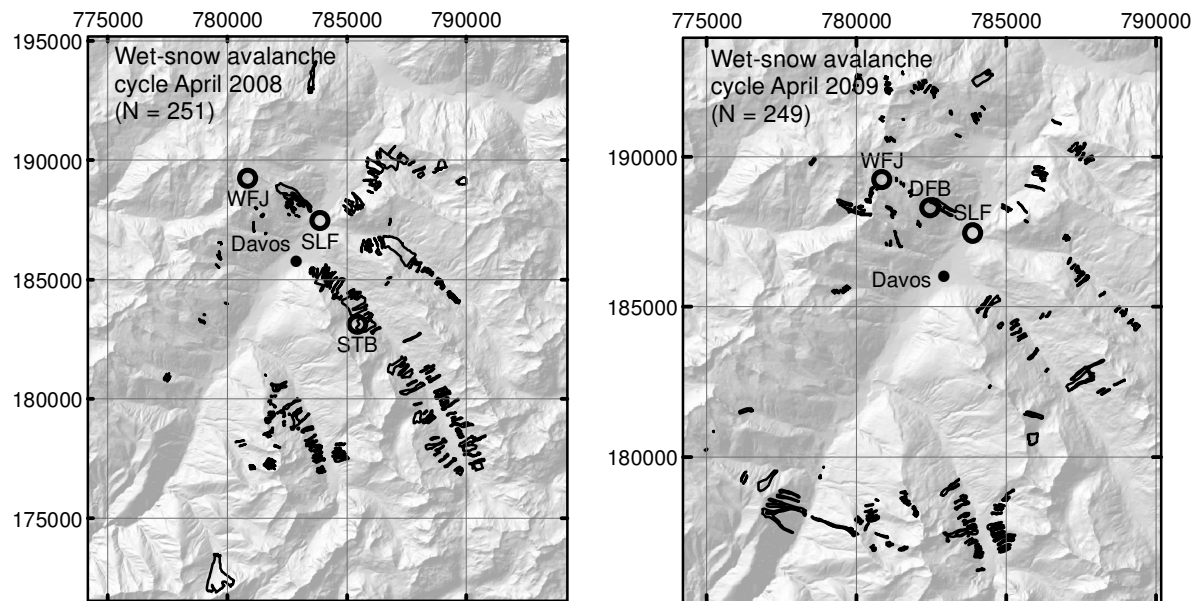 775000 780000 785000 790000
195000
190000
185000
180000
175000
Wet-snow avalanche
cycle April 2008
(N = 251)
WFJ
Davos SLF
STB
775000 780000 785000 790000
190000
185000
180000
Wet-snow avalanche
cycle April 2009
(N = 249)
WFJ
DFB
SLF
Davos